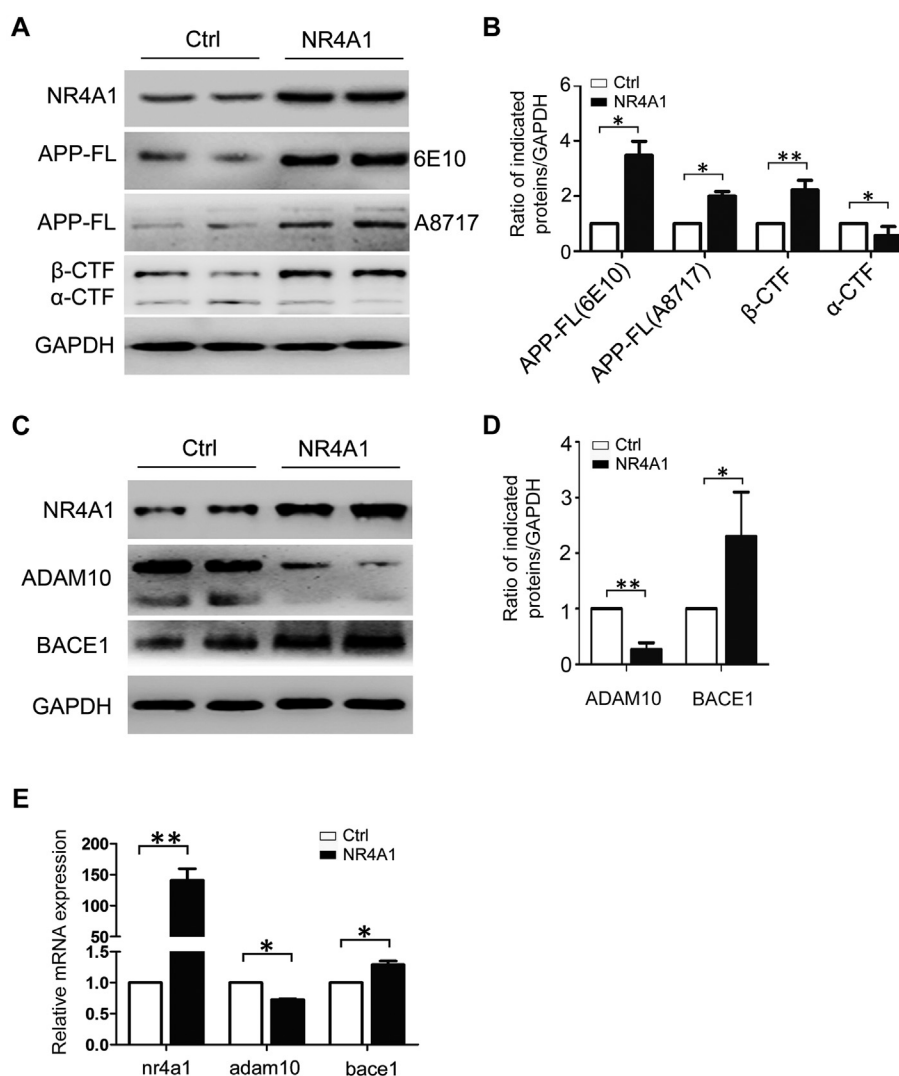 A
Ctrl NR4A1
NR4A1
APP-FL 6E10
APP-FL A8717
β-CTF
α-CTF
GAPDH
B
Ctrl
NR4A1
Ratio of indicated
proteins/GAPDH
6
4
2
0
* * ** *
APP-FL(6E10)
APP-FL(A8717)
β-CTF
α-CTF
C
Ctrl NR4A1
NR4A1
ADAM10
BACE1
GAPDH
D
Ctrl
NR4A1
Ratio of indicated
proteins/GAPDH
4
3
2
1
0
** *
ADAM10 BACE1
E
Ctrl
NR4A1
Relative mRNA expression
200
150
100
50
1.5
1.0
0.5
0.0
** * *
nr4a1 adam10 bace1